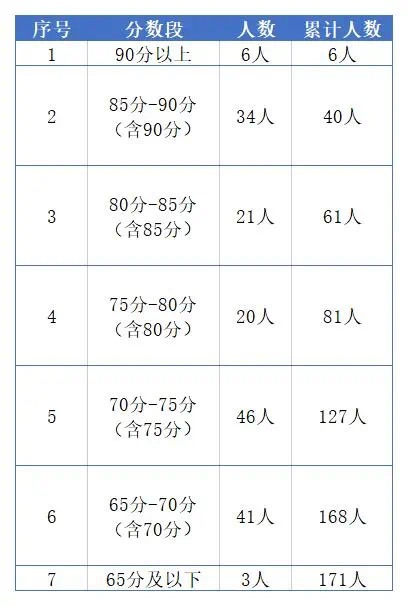 序号 分数段 人数 累计人数
1 90分以上 6人 6人
2 85分-90分（含90分） 34人 40人
3 80分-85分（含85分） 21人 61人
4 75分-80分（含80分） 20人 81人
5 70分-75分（含75分） 46人 127人
6 65分-70分（含70分） 41人 168人
7 65分及以下 3人 171人